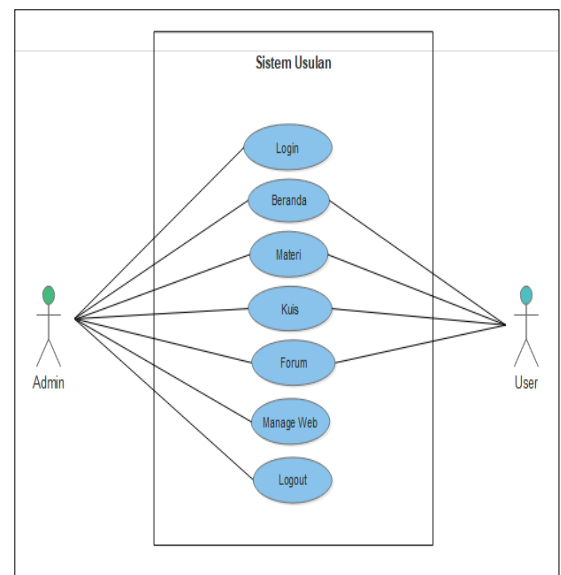 Sistem Usulan
Login
Beranda
Materi
Kuis
Forum
Manage Web
Logout
Admin
User